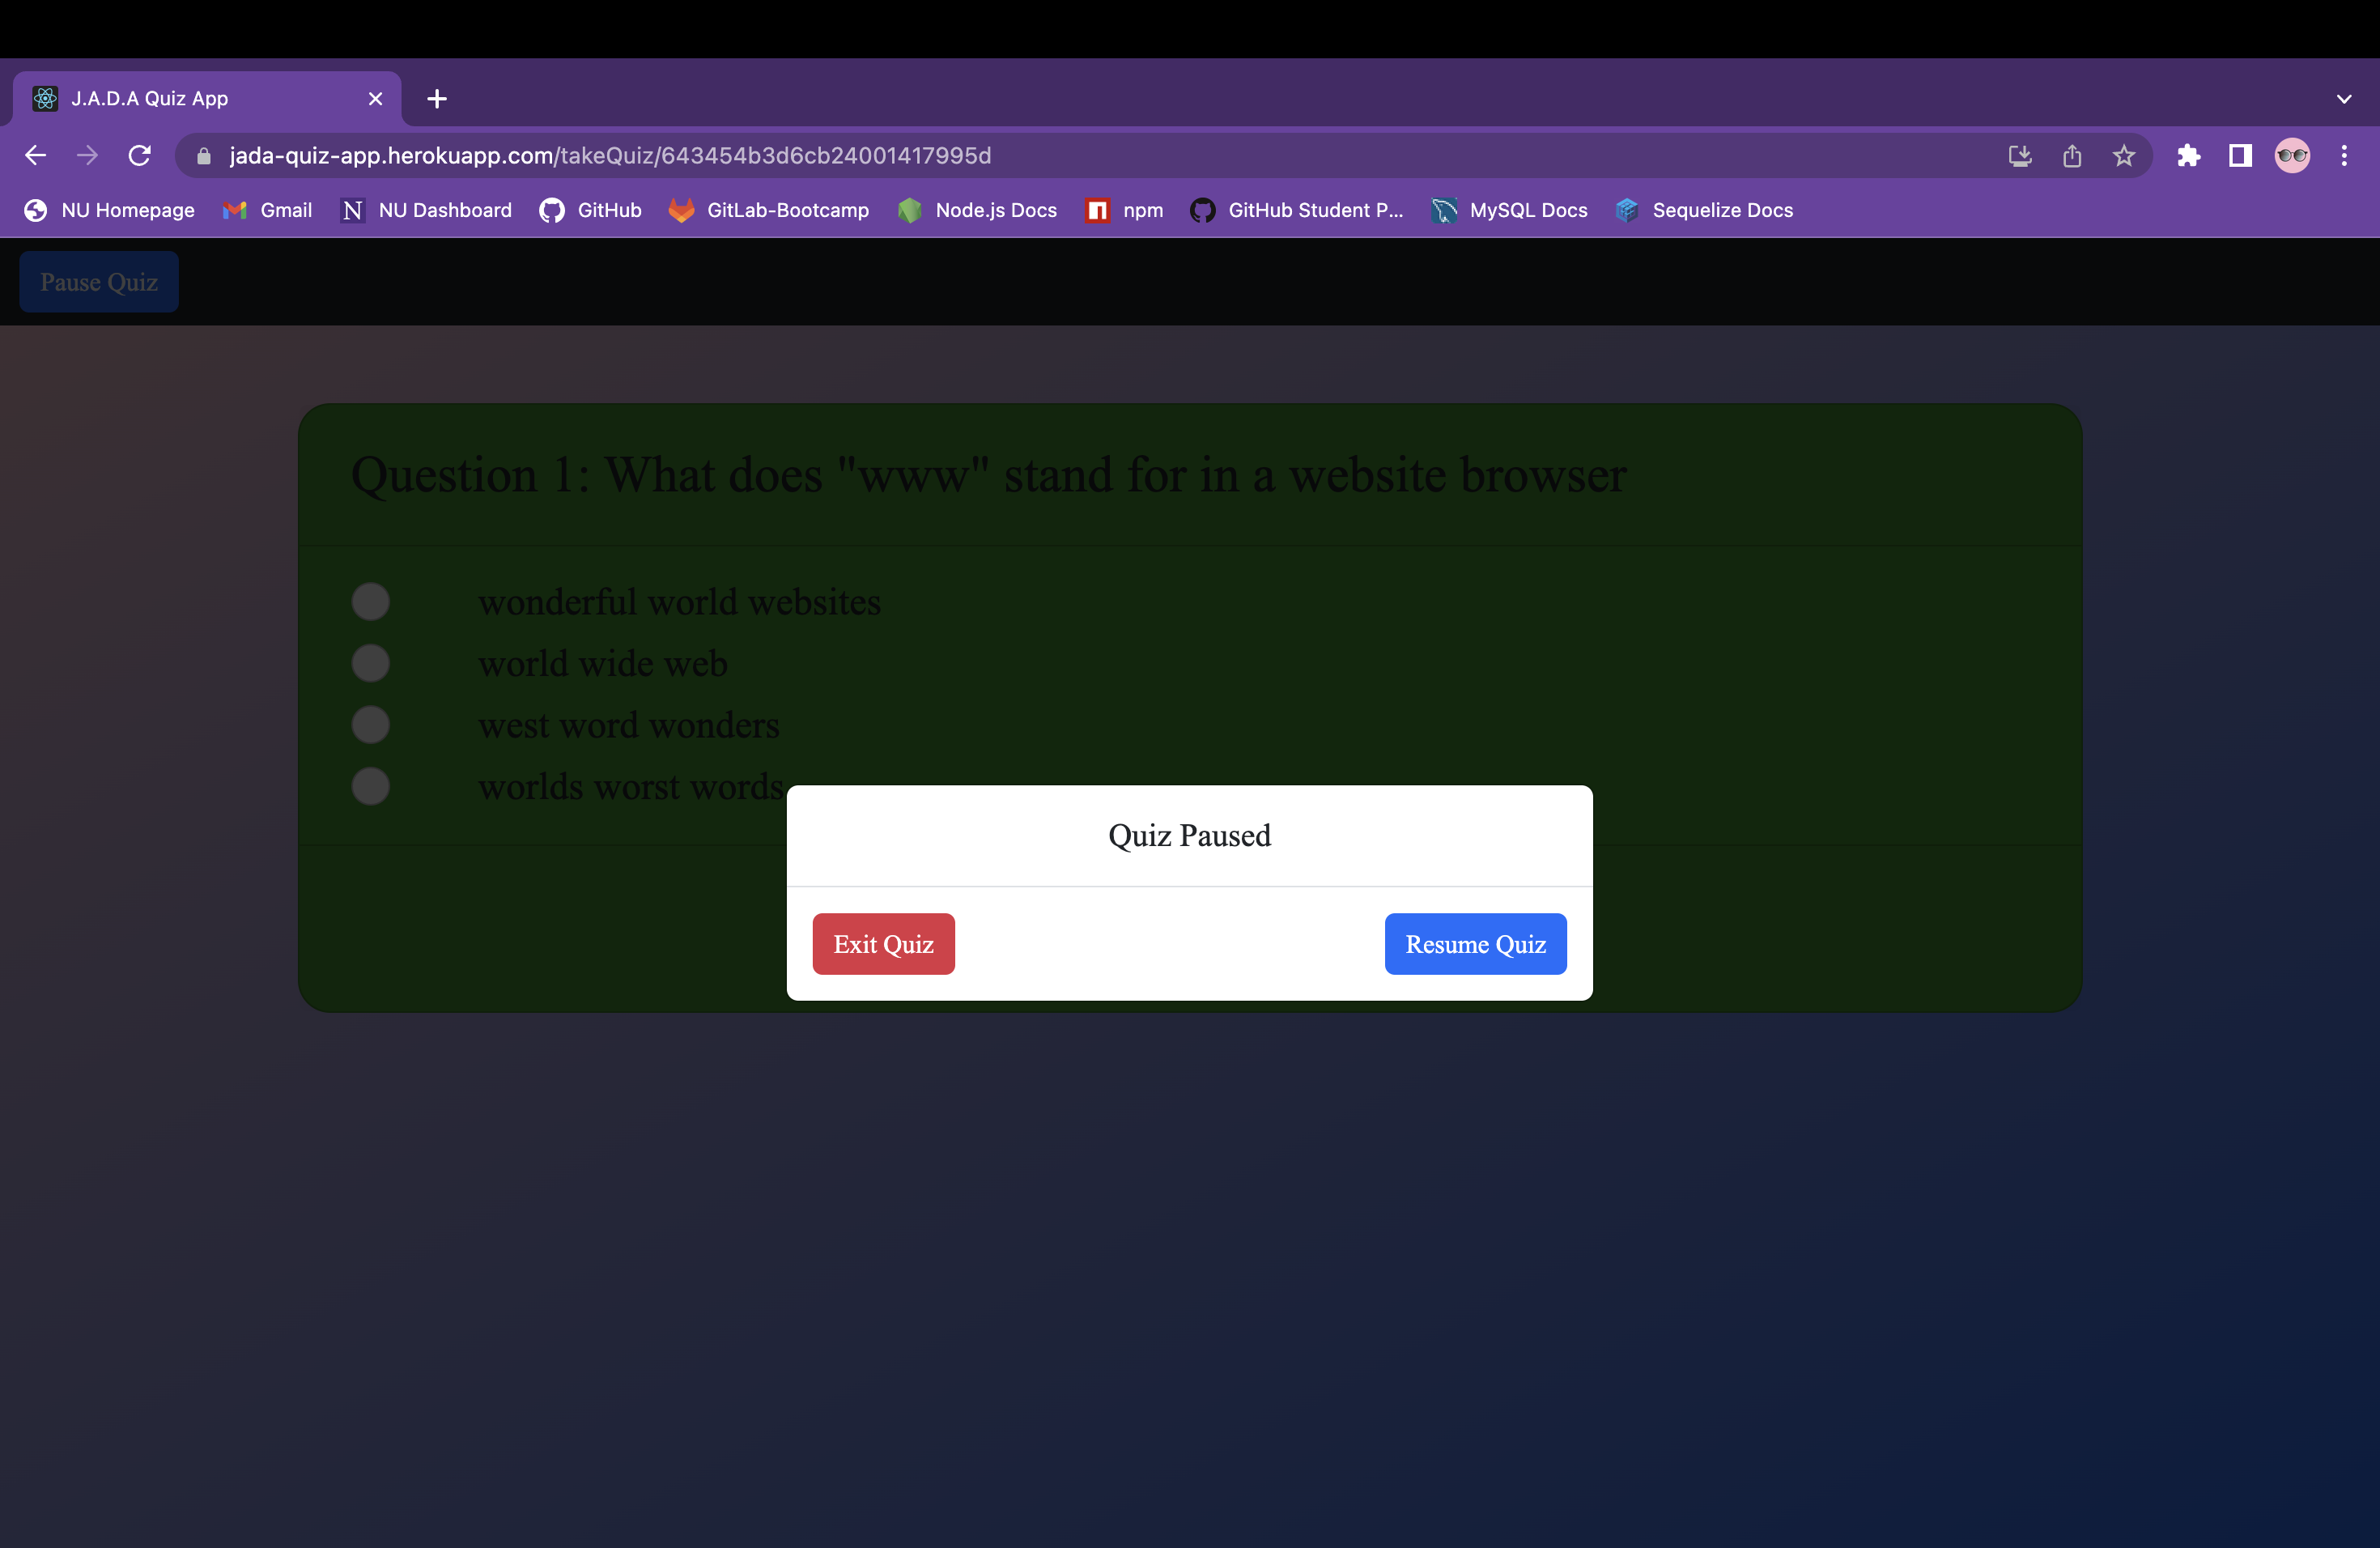 J.A.D.A Quiz App
jada-quiz-app.herokuapp.com/takeQuiz/643454b3d6cb24001417995d
NU Homepage Gmail N NU Dashboard GitHub GitLab-Bootcamp Node.js Docs npm GitHub Student P... MySQL Docs Sequelize Docs
Pause Quiz
Question 1: What does "www" stand for in a website browser
wonderful world websites
world wide web
west word wonders
worlds worst words
Quiz Paused
Exit Quiz Resume Quiz